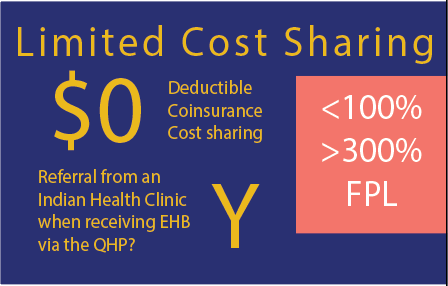 Limited Cost Sharing
$0
Deductible
Coinsurance
Cost sharing
<100%
>300%
FPL
Referral from an
Indian Health Clinic
when receiving EHB
via the QHP?
Y